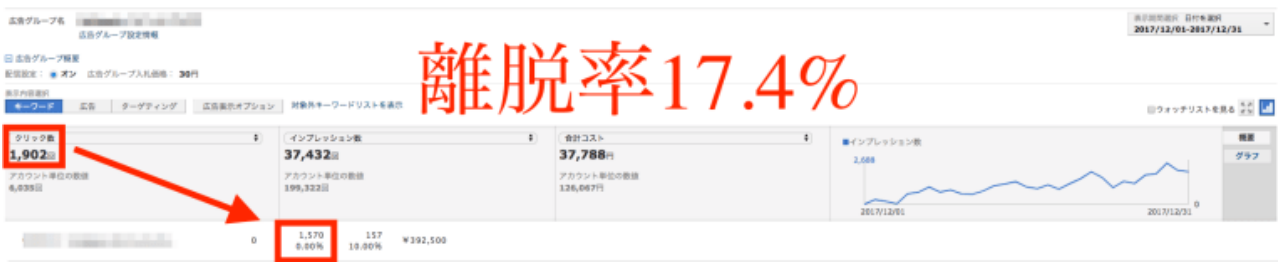 広告グループ名
広告グループ設定情報
表示期間選択 日付を選択
2017/12/01-2017/12/31
広告グループ概要
配信設定： オン 広告グループ入札価格： 30円
離脱率17.4%
表示内容選択
キーワード 広告 ターゲティング 広告表示オプション 対象外キーワードリストを表示
ウォッチリストを見る
クリック数 インプレッション数 合計コスト
1,902回 37,432回 37,788円
アカウント単位の数値 アカウント単位の数値 アカウント単位の数値
6,035回 199,322回 126,067円
インプレッション数
2,688
0
2017/12/01 2017/12/31
概要
グラフ
0 1,570 157 ¥392,500
0.00% 10.00%